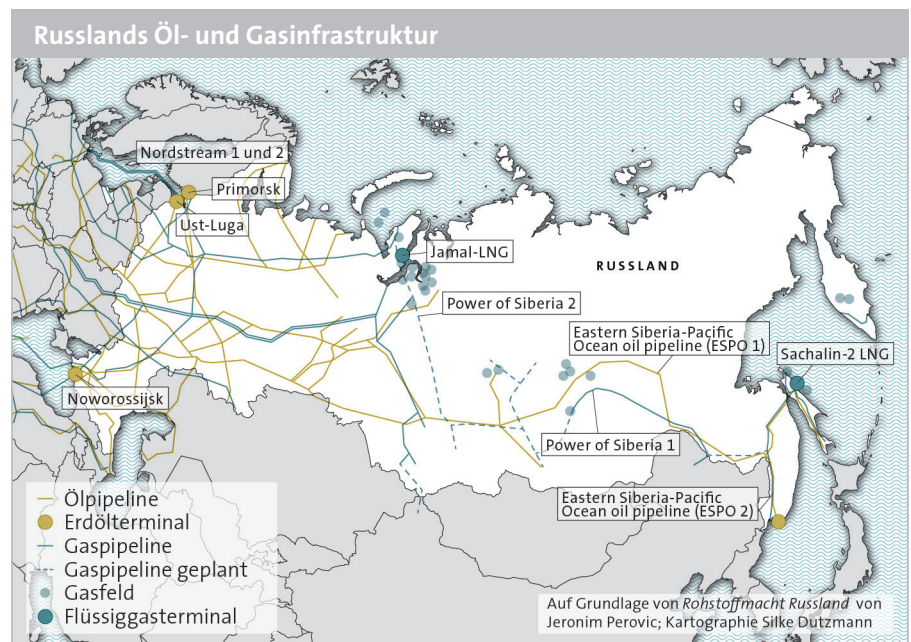 Russlands Öl- und Gasinfrastruktur
Nordstream 1 und 2
Primorsk
Ust-Luga
Jamal-LNG
RUSSLAND
Power of Siberia 2
Eastern Siberia-Pacific
Ocean oil pipeline (ESPO 1)
Sachalin-2 LNG
Noworossijsk
Power of Siberia 1
Eastern Siberia-Pacific
Ocean oil pipeline (ESPO 2)
Ölpipeline
Erdölterminal
Gaspipeline
Gaspipeline geplant
Gasfeld
Flüssiggasterminal
Auf Grundlage von Rohstoffmacht Russland von
Jeronim Perovic; Kartographie Silke Dutzmann